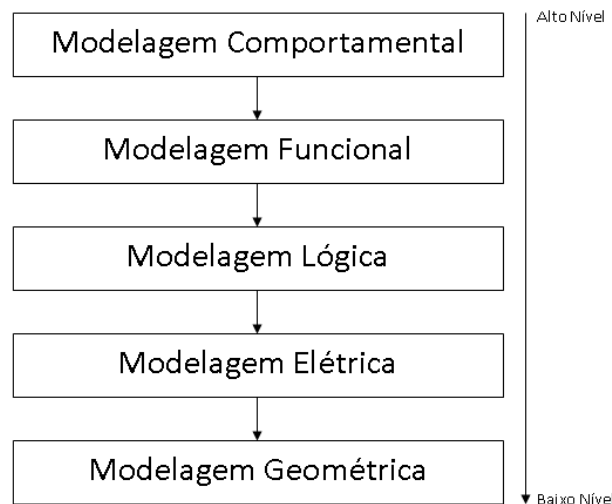 Modelagem Comportamental
Alto Nível
Modelagem Funcional
Modelagem Lógica
Modelagem Elétrica
Modelagem Geométrica
Baixo Níve